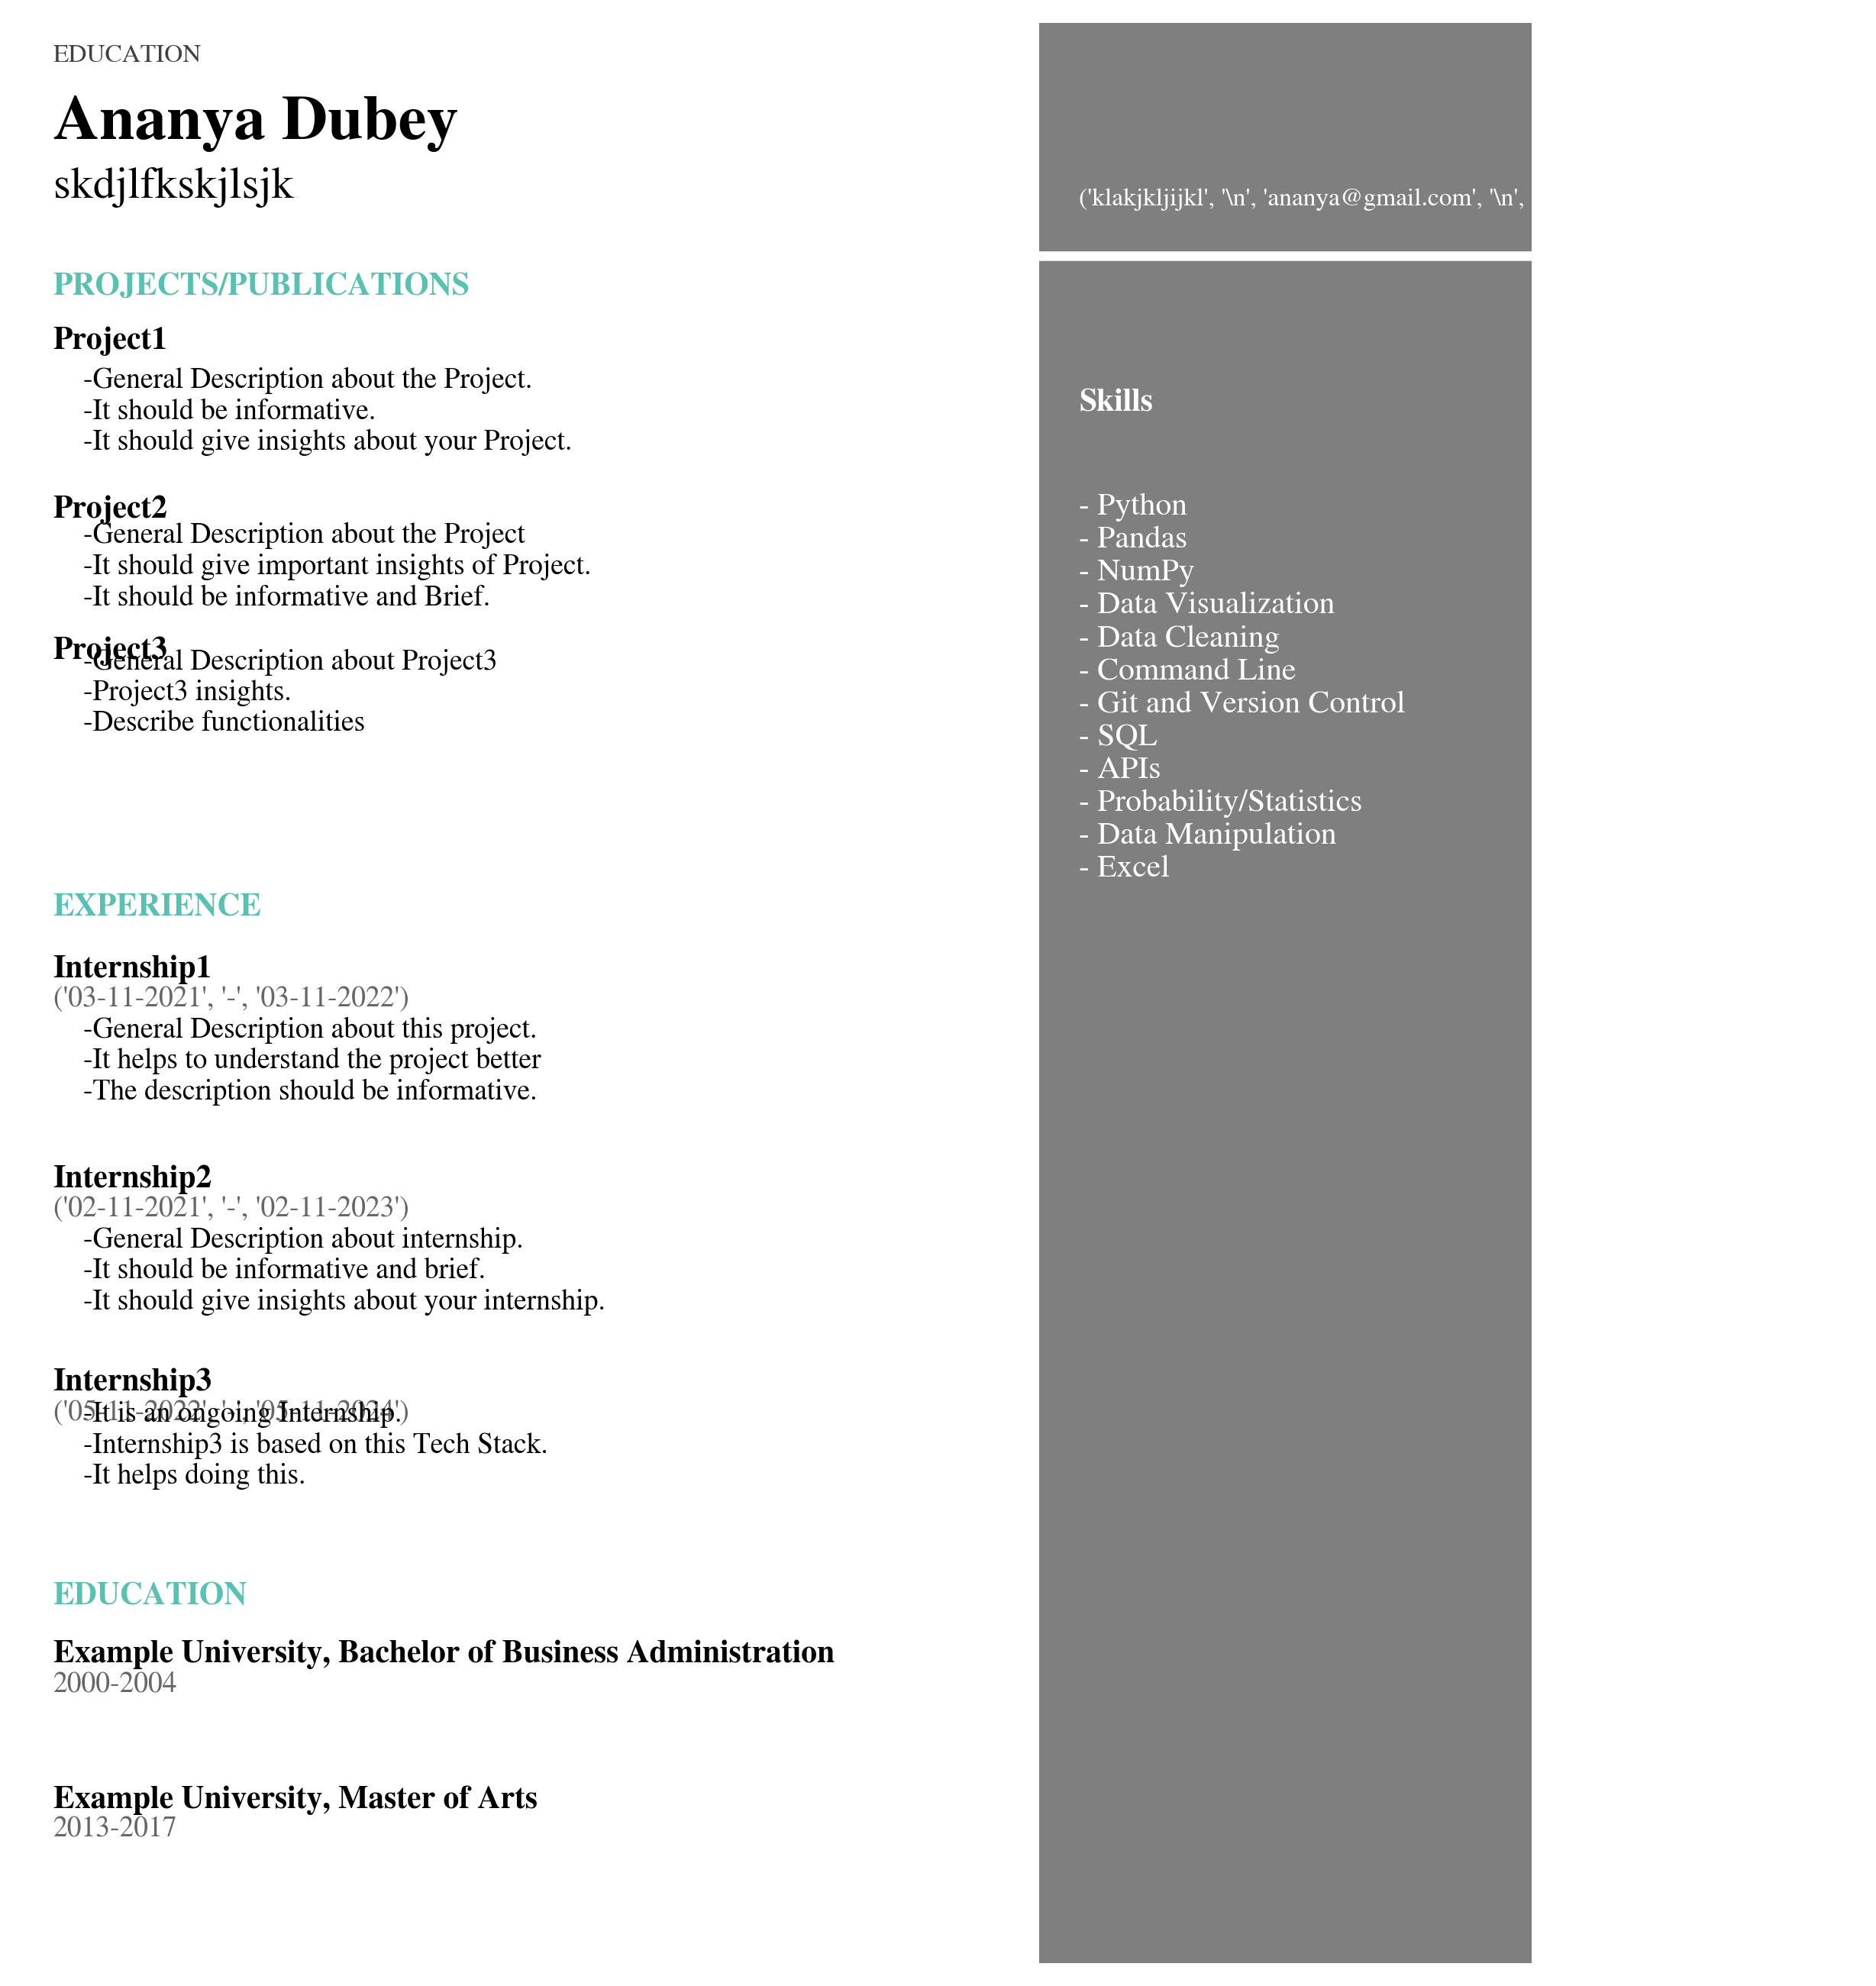 EDUCATION
Ananya Dubey
skdjlfkskjlsjk
PROJECTS/PUBLICATIONS
Project1
-General Description about the Project.
-It should be informative.
-It should give insights about your Project.
Project2
-General Description about the Project
-It should give important insights of Project.
-It should be informative and Brief.
Project3
-General Description about Project3
-Project3 insights.
-Describe functionalities
EXPERIENCE
Internship1
('03-11-2021', '-', '03-11-2022')
-General Description about this project.
-It helps to understand the project better
-The description should be informative.
Internship2
('02-11-2021', '-', '02-11-2023')
-General Description about internship.
-It should be informative and brief.
-It should give insights about your internship.
Internship3
('05-11-2022', '-', '05-11-2024')
-It is an ongoing Internship.
-Internship3 is based on this Tech Stack.
-It helps doing this.
EDUCATION
Example University, Bachelor of Business Administration
2000-2004
Example University, Master of Arts
2013-2017
('klakjkljijkl', '\n', 'ananya@gmail.com', '\n',
Skills
- Python
- Pandas
- NumPy
- Data Visualization
- Data Cleaning
- Command Line
- Git and Version Control
- SQL
- APIs
- Probability/Statistics
- Data Manipulation
- Excel